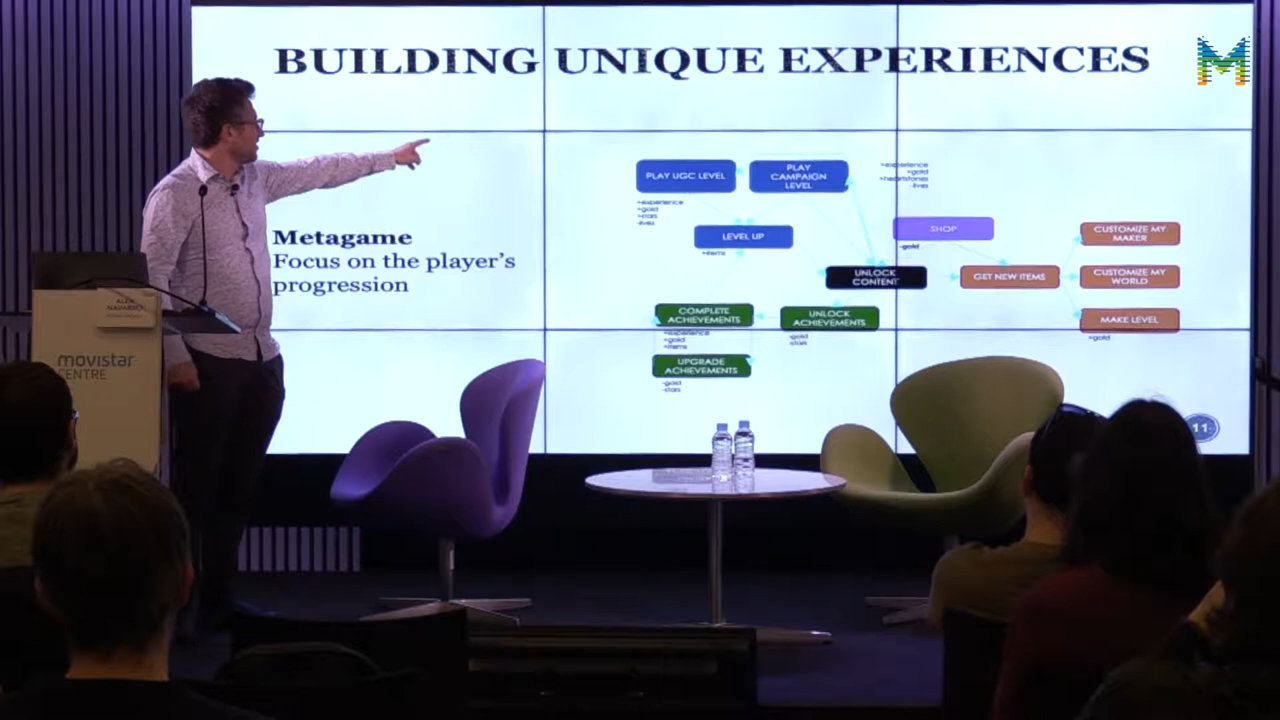 BUILDING UNIQUE EXPERIENCES
M
Metagame
Focus on the player's
progression
PLAY UGC LEVEL
+experience
+gold
+stars
-lives
PLAY
CAMPAIGN
LEVEL
+experience
+gold
+heartstones
-lives
LEVEL UP
+items
SHOP
-gold
UNLOCK
CONTENT
GET NEW ITEMS
CUSTOMIZE MY
MAKER
CUSTOMIZE MY
WORLD
MAKE LEVEL
+gold
COMPLETE
ACHIEVEMENTS
+experience
+gold
+items
UNLOCK
ACHIEVEMENTS
-gold
-stars
UPGRADE
ACHIEVEMENTS
-gold
-stars
11
ALEX
NAVARRO
movistar
CENTRE